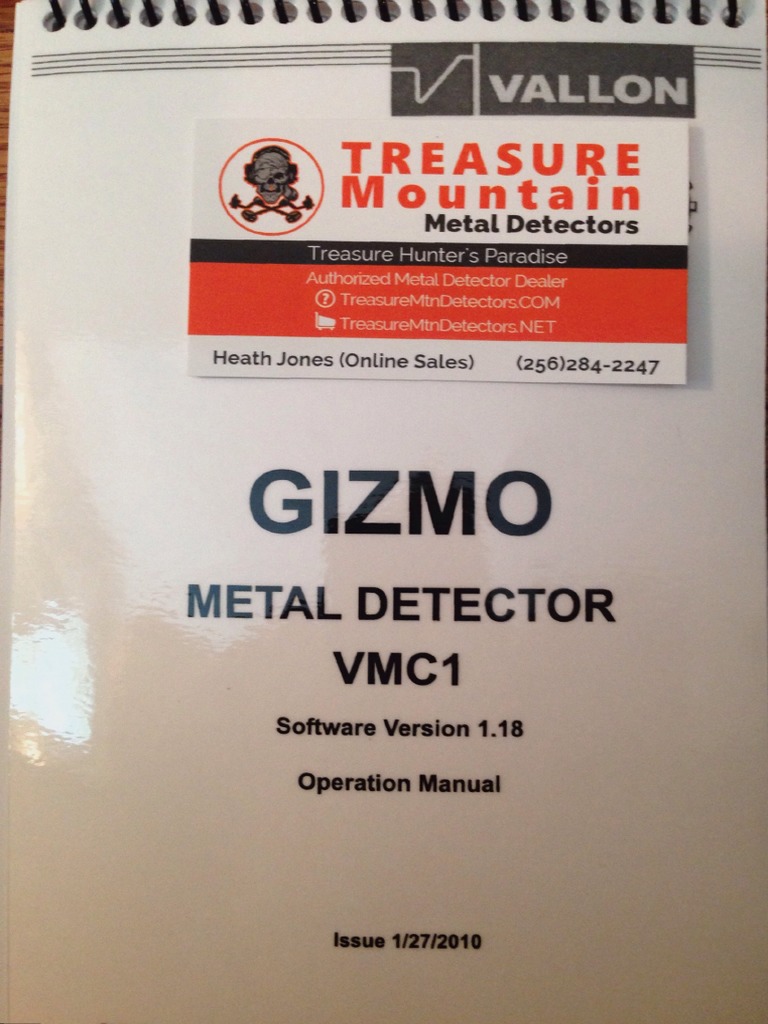 VALLON
TREASURE
Mountain
Metal Detectors
Treasure Hunter's Paradise
Authorized Metal Detector Dealer
TreasureMtnDetectors.COM
TreasureMtnDetectors.NET
Heath Jones (Online Sales) (256)284-2247
GIZMO
METAL DETECTOR
VMC1
Software Version 1.18
Operation Manual
Issue 1/27/2010